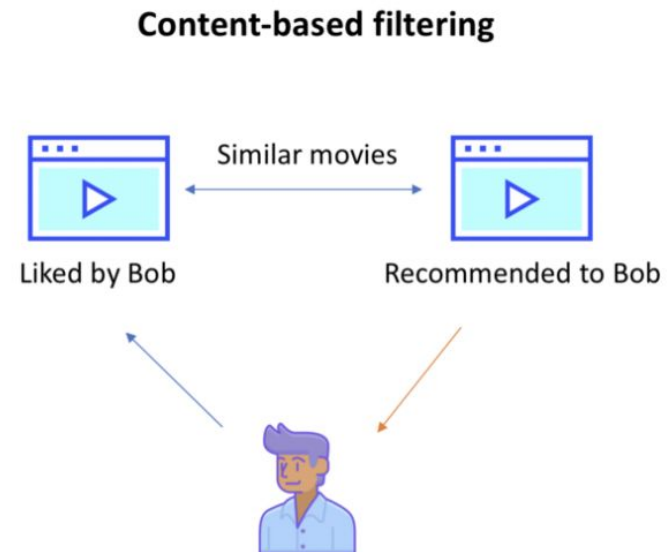 Content-based filtering
Similar movies
Liked by Bob
Recommended to Bob